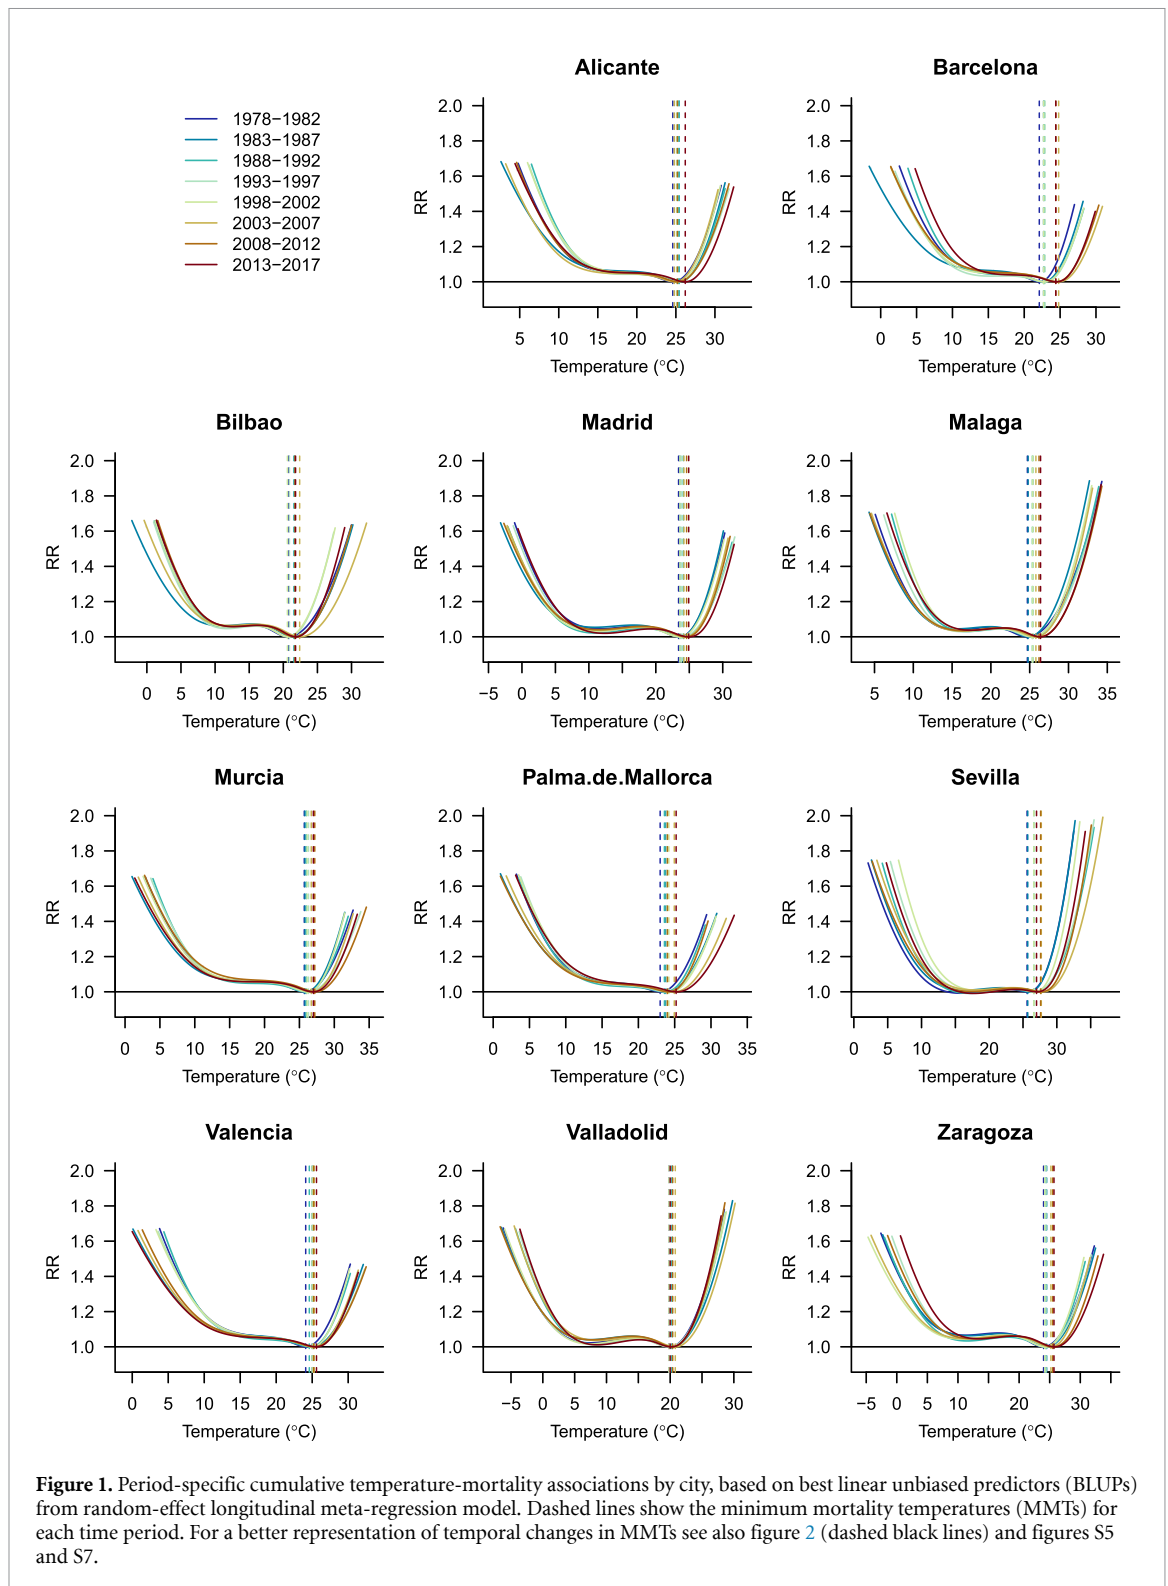 Alicante
Barcelona
1978−1982
1983−1987
1988−1992
1993−1997
1998−2002
2003−2007
2008−2012
2013−2017
RR
2.0
1.8
1.6
1.4
1.2
1.0
5 10 15 20 25 30
Temperature (°C)
RR
2.0
1.8
1.6
1.4
1.2
1.0
0 5 10 15 20 25 30
Temperature (°C)
Bilbao
RR
2.0
1.8
1.6
1.4
1.2
1.0
0 5 10 15 20 25 30
Temperature (°C)
Madrid
RR
2.0
1.8
1.6
1.4
1.2
1.0
−5 0 5 10 20 30
Temperature (°C)
Malaga
RR
2.0
1.8
1.6
1.4
1.2
1.0
5 10 15 20 25 30 35
Temperature (°C)
Murcia
RR
2.0
1.8
1.6
1.4
1.2
1.0
0 5 10 15 20 25 30 35
Temperature (°C)
Palma.de.Mallorca
RR
2.0
1.8
1.6
1.4
1.2
1.0
0 5 10 15 20 25 30 35
Temperature (°C)
Sevilla
RR
2.0
1.8
1.6
1.4
1.2
1.0
0 5 10 20 30
Temperature (°C)
Valencia
RR
2.0
1.8
1.6
1.4
1.2
1.0
0 5 10 15 20 25 30
Temperature (°C)
Valladolid
RR
2.0
1.8
1.6
1.4
1.2
1.0
−5 0 5 10 20 30
Temperature (°C)
Zaragoza
RR
2.0
1.8
1.6
1.4
1.2
1.0
−5 0 5 10 20 30
Temperature (°C)
Figure 1. Period-specific cumulative temperature-mortality associations by city, based on best linear unbiased predictors (BLUPs)
from random-effect longitudinal meta-regression model. Dashed lines show the minimum mortality temperatures (MMTs) for
each time period. For a better representation of temporal changes in MMTs see also figure 2 (dashed black lines) and figures S5
and S7.